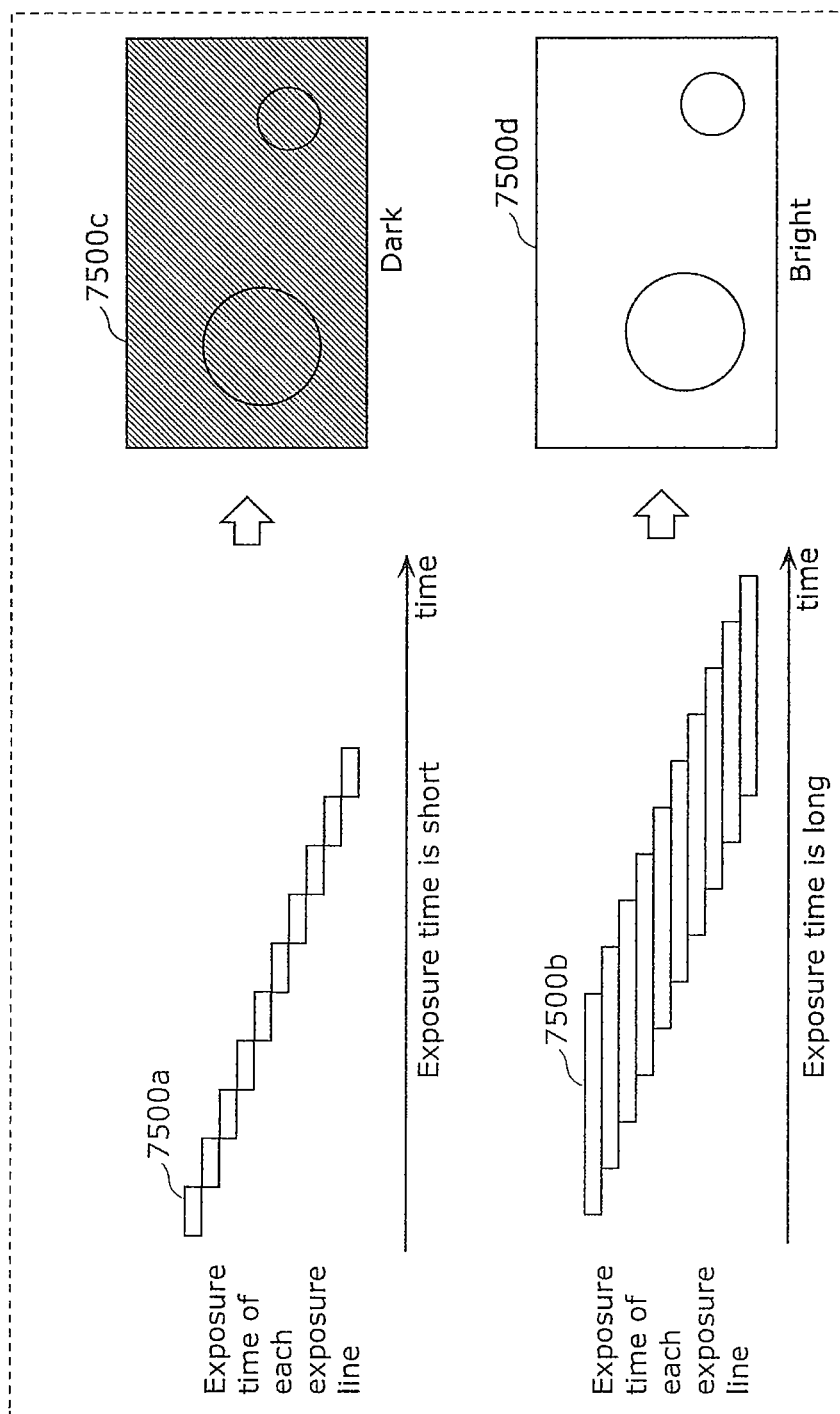 Exposure
time of
each
exposure
line
7500a
time
Exposure time is short
7500c
Dark
Exposure
time of
each
exposure
line
7500b
time
Exposure time is long
7500d
Bright